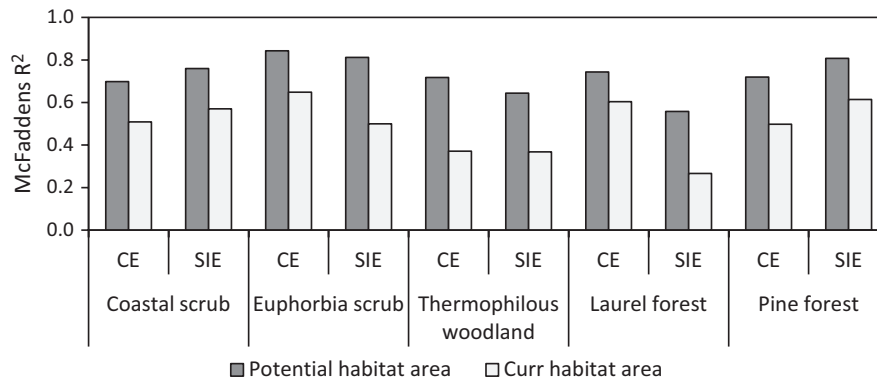 McFaddens R²
1.0
0.8
0.6
0.4
0.2
0.0
CE SIE CE SIE CE SIE CE SIE CE SIE
Coastal scrub Euphorbia scrub Thermophilous woodland Laurel forest Pine forest
Potential habitat area Curr habitat area